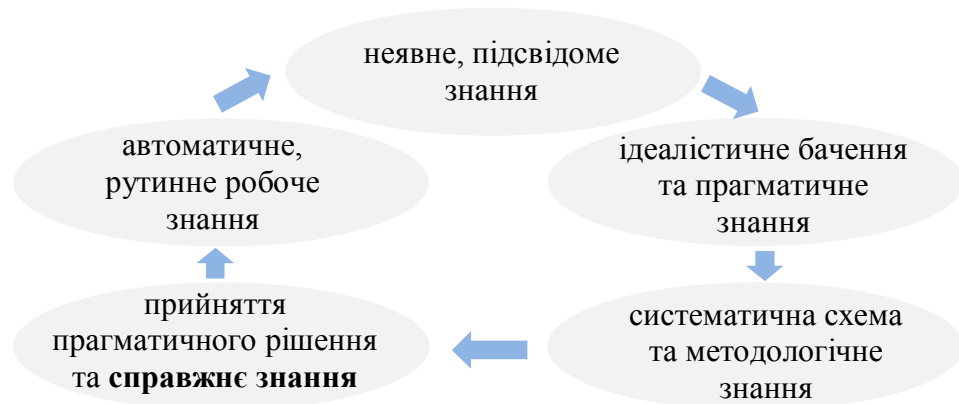 неявне, підсвідоме
знання
ідеалістичне бачення
та прагматичне
знання
систематична схема
та методологічне
знання
прийняття
прагматичного рішення
та справжнє знання
автоматичне,
рутинне робоче
знання